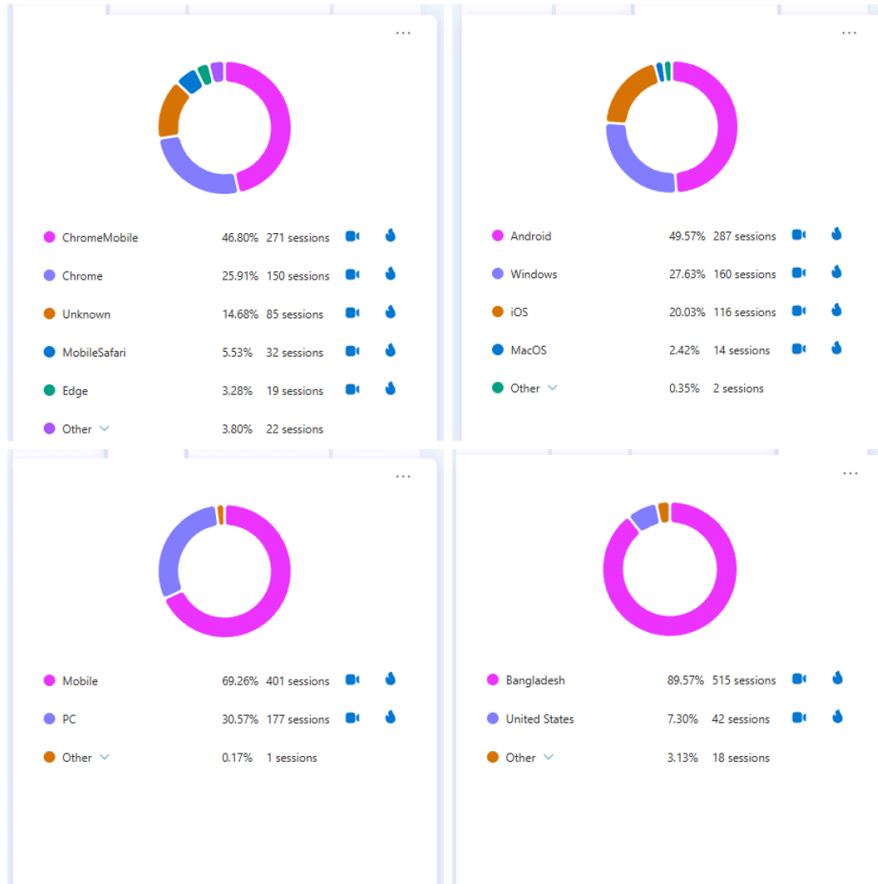 ChromeMobile 46.80% 271 sessions
Chrome 25.91% 150 sessions
Unknown 14.68% 85 sessions
MobileSafari 5.53% 32 sessions
Edge 3.28% 19 sessions
Other 3.80% 22 sessions
Android 49.57% 287 sessions
Windows 27.63% 160 sessions
iOS 20.03% 116 sessions
MacOS 2.42% 14 sessions
Other 0.35% 2 sessions
Mobile 69.26% 401 sessions
PC 30.57% 177 sessions
Other 0.17% 1 sessions
Bangladesh 89.57% 515 sessions
United States 7.30% 42 sessions
Other 3.13% 18 sessions